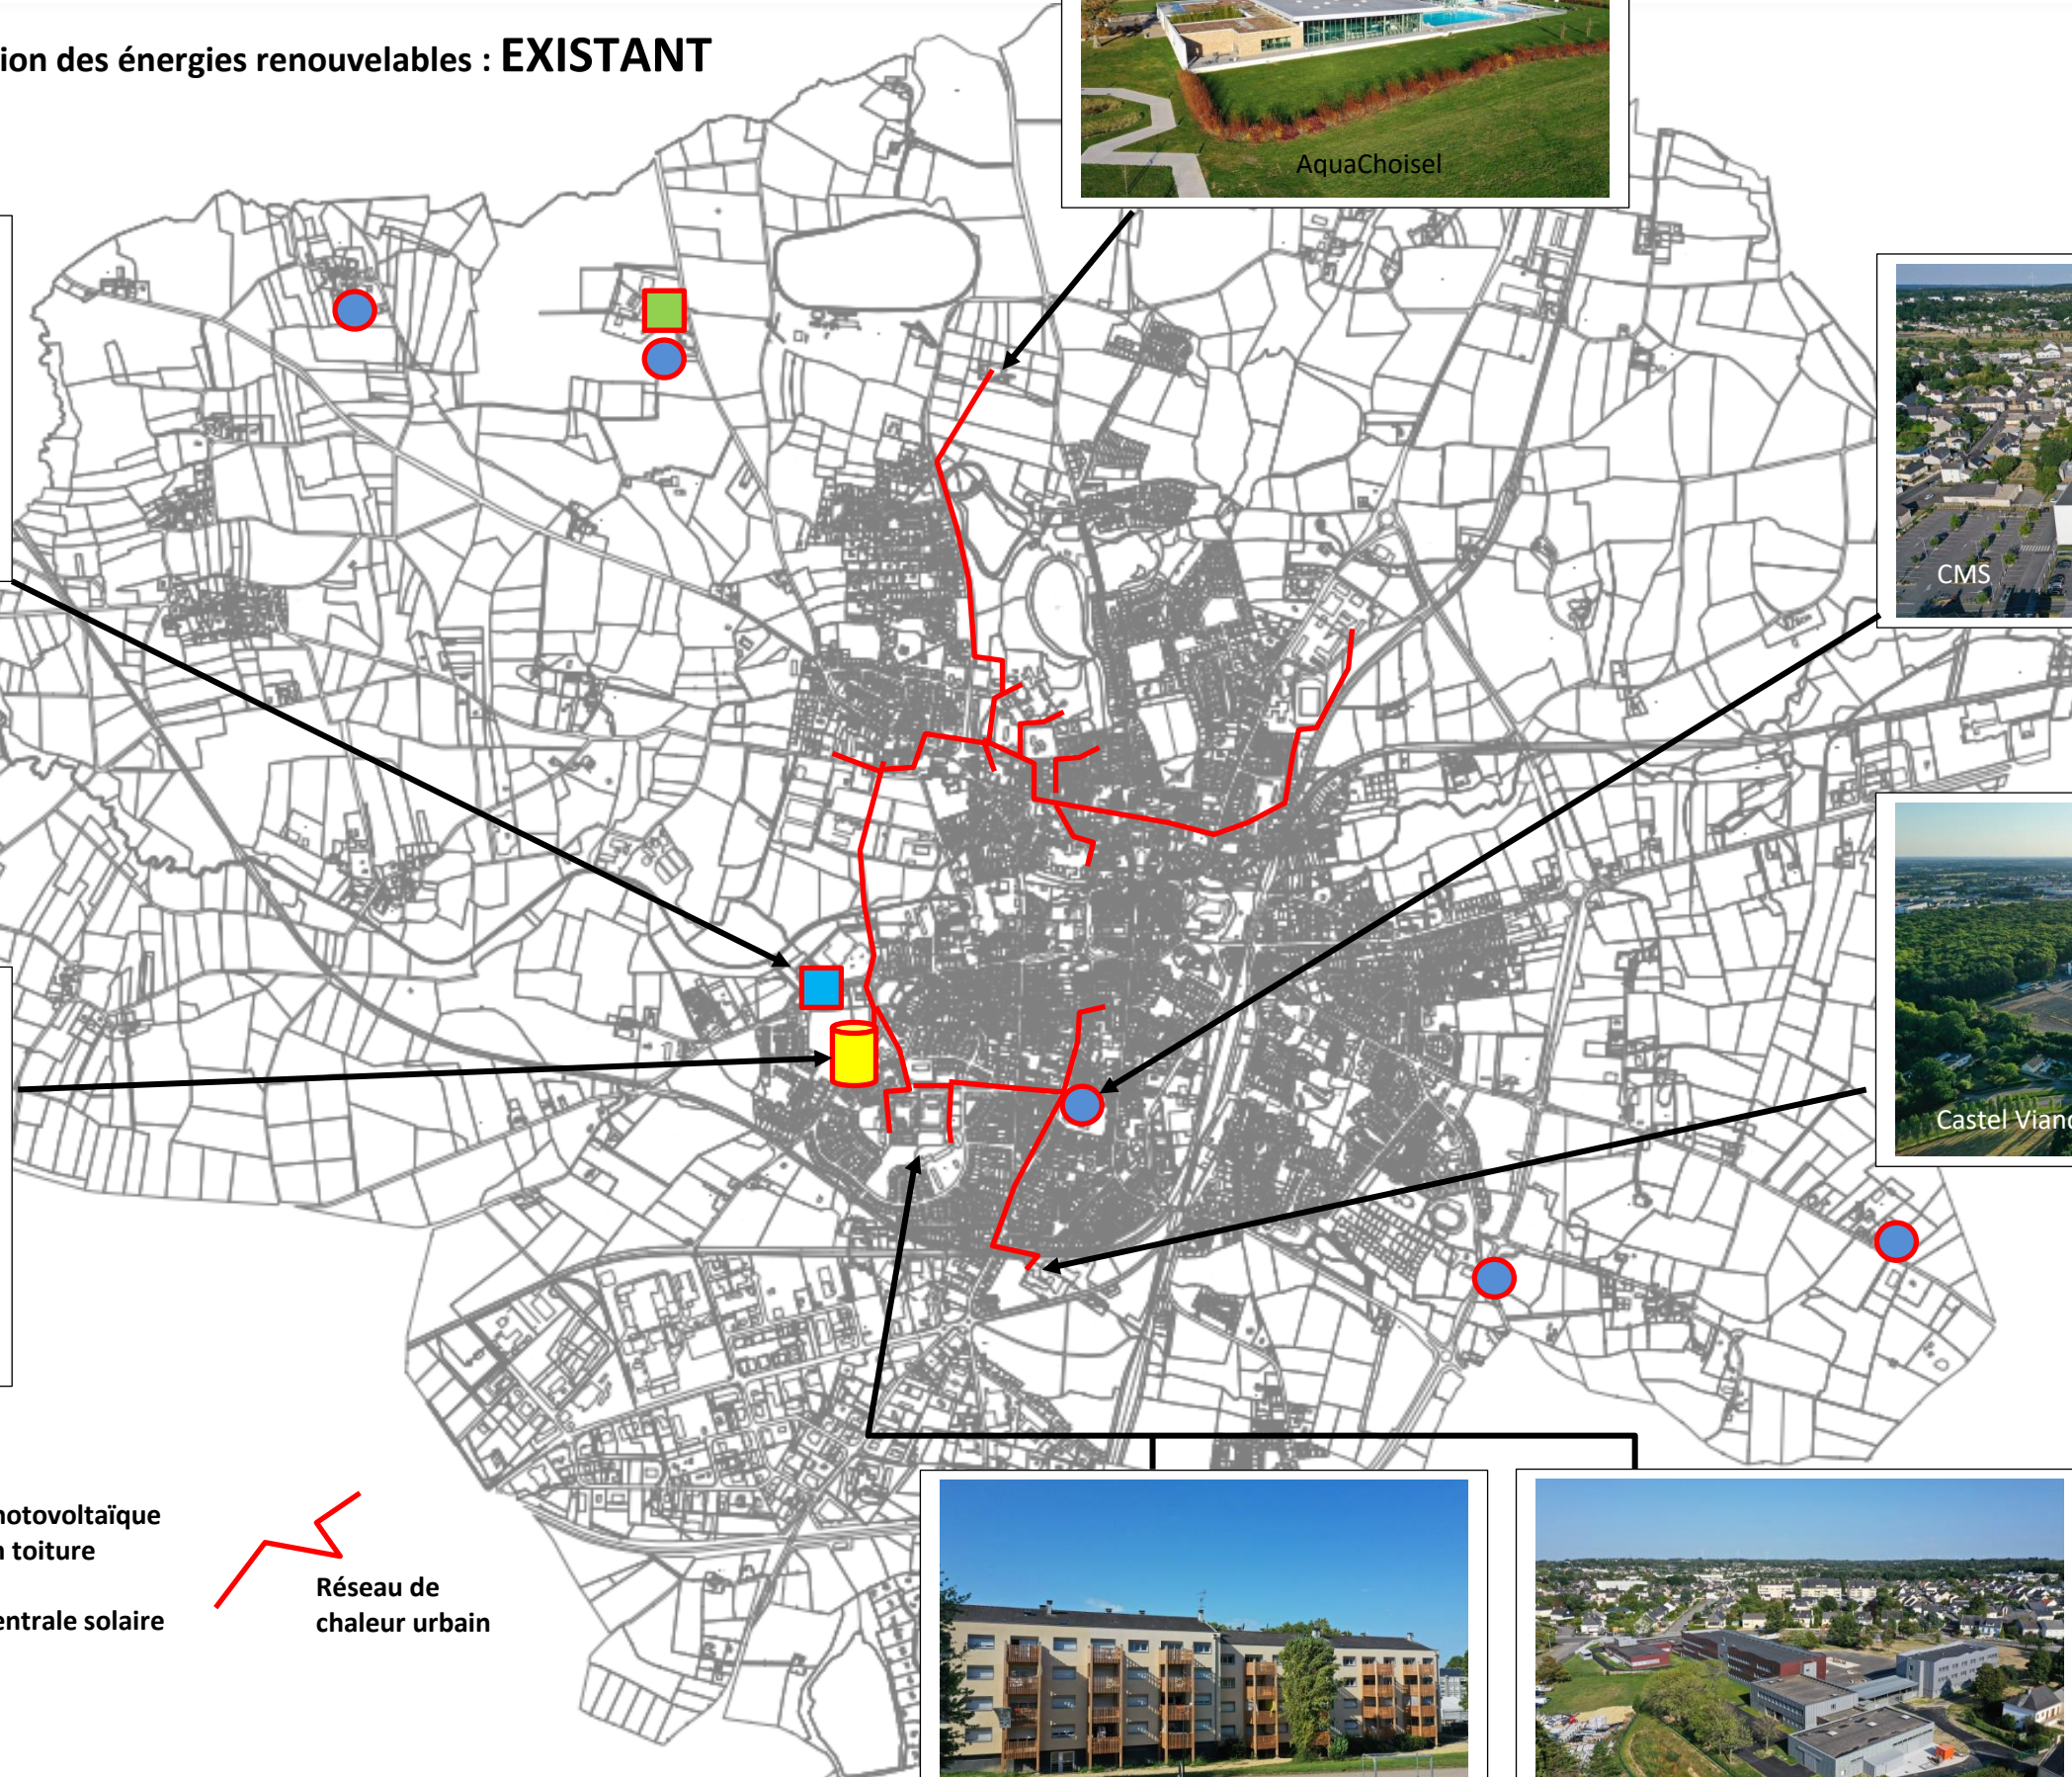 ion des énergies renouvelables : EXISTANT
AquaChoisel
CMS
Castel Vian
hotovoltaïque
n toiture
entrale solaire
Réseau de
chaleur urbain